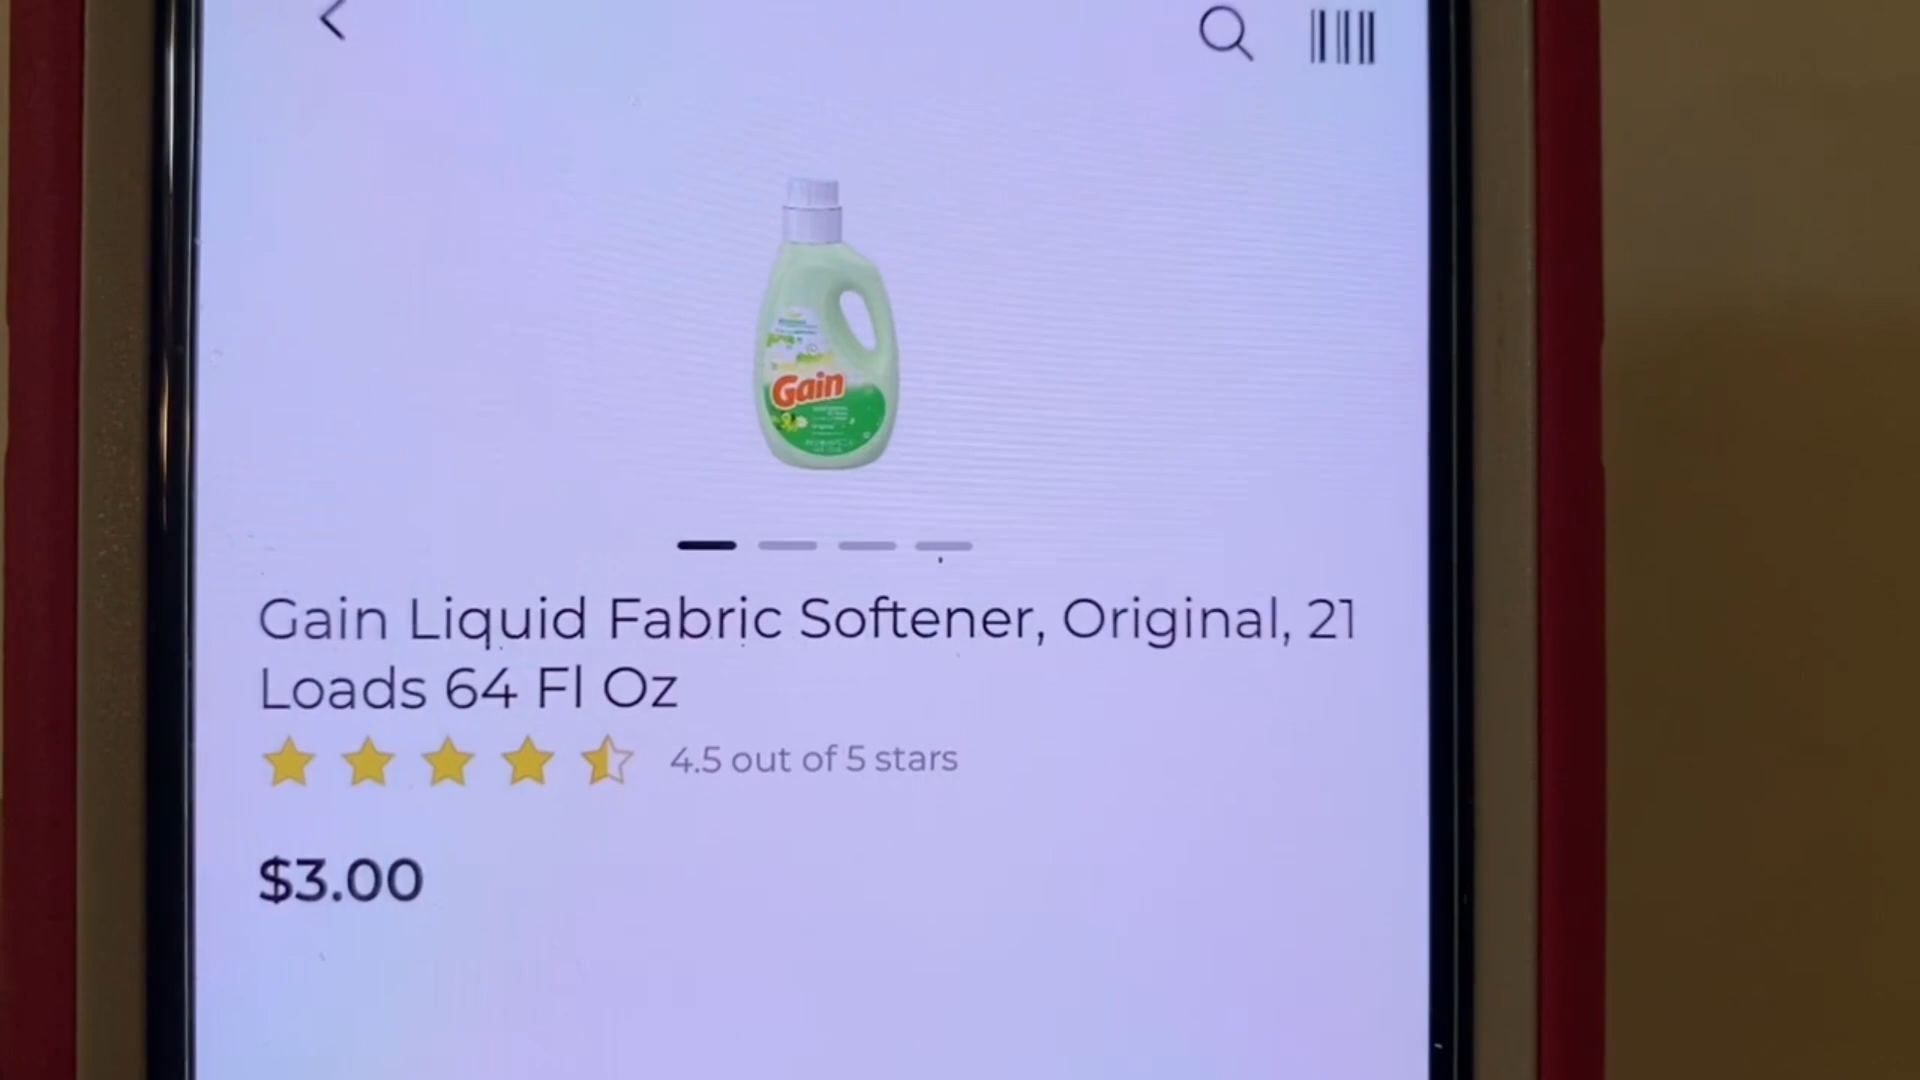 Gain
Gain Liquid Fabric Softener, Original, 21
Loads 64 Fl Oz
4.5 out of 5 stars
$3.00